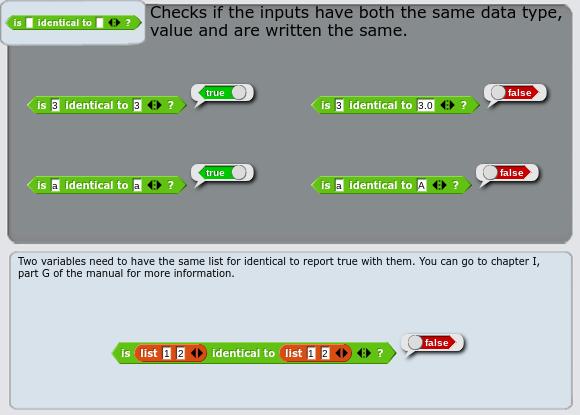 is identical to ?
Checks if the inputs have both the same data type,
value and are written the same.
is 3 identical to 3 ? true
is 3 identical to 3.0 ? false
is a identical to a ? true
is a identical to A ? false
Two variables need to have the same list for identical to report true with them. You can go to chapter I,
part G of the manual for more information.
is list 1 2 identical to list 1 2 ? false